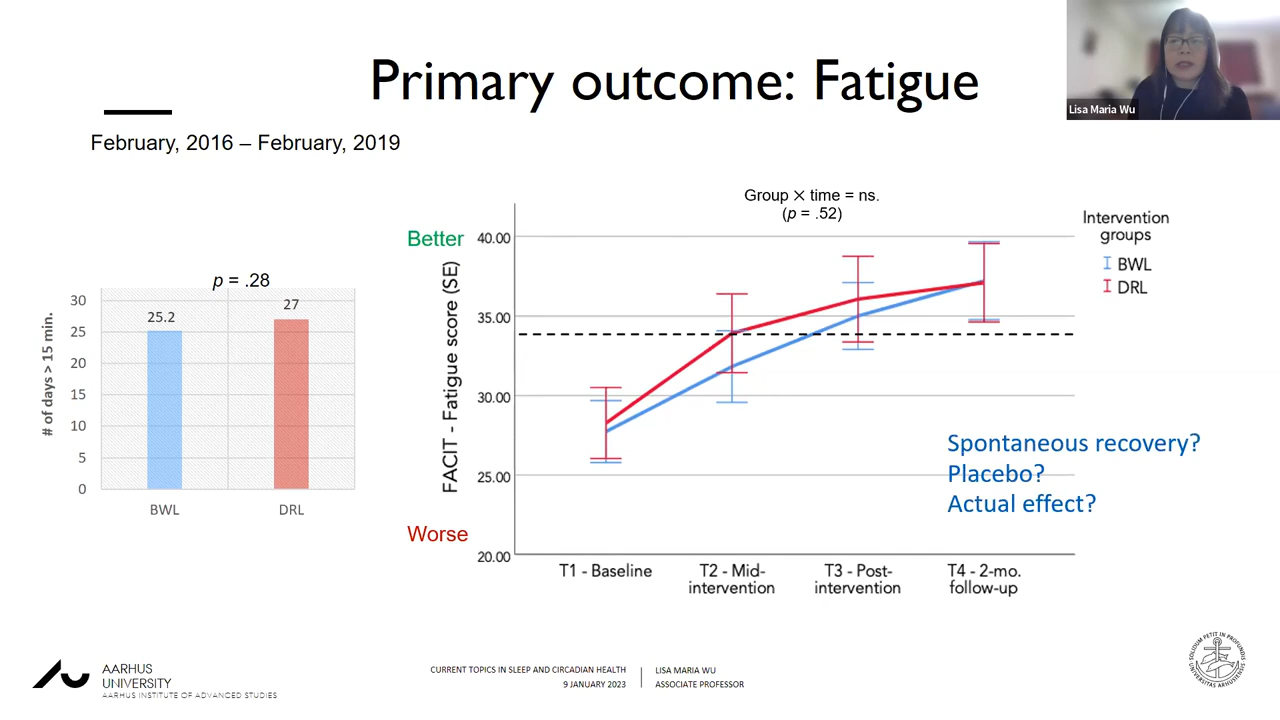 Primary outcome: Fatigue
Lisa Maria Wu
February, 2016 – February, 2019
p = .28
# of days > 15 min.
30
25
20
15
10
5
0
25.2
27
BWL
DRL
Group × time = ns.
(p = .52)
Better
Worse
FACIT - Fatigue score (SE)
40.00
35.00
30.00
25.00
20.00
T1 - Baseline
T2 - Mid-
intervention
T3 - Post-
intervention
T4 - 2-mo.
follow-up
Intervention
groups
BWL
DRL
Spontaneous recovery?
Placebo?
Actual effect?
AARHUS
UNIVERSITY
AARHUS INSTITUTE OF ADVANCED STUDIES
CURRENT TOPICS IN SLEEP AND CIRCADIAN HEALTH
9 JANUARY 2023
LISA MARIA WU
ASSOCIATE PROFESSOR